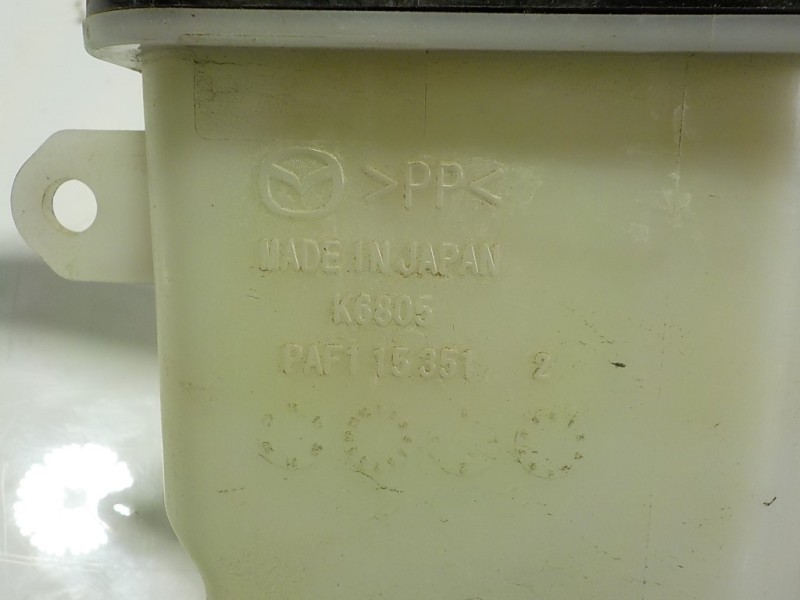 >PP<
MADE IN JAPAN
K6805
PAF1 15 351 2